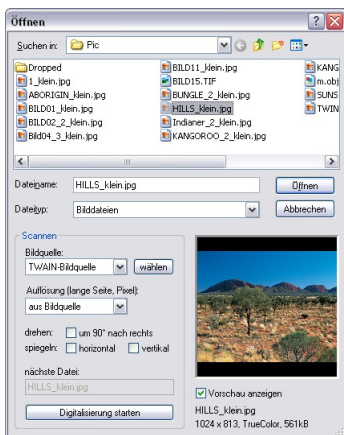 Öffnen
Suchen in: Pic
Dropped
1_klein.jpg
ABORIGIN_klein.jpg
BILD01_klein.jpg
BILD02_2_klein.jpg
Bild04_3_klein.jpg
BILD11_klein.jpg
BILD15.TIF
BUNGLE_2_klein.jpg
HILLS_klein.jpg
Indianer_2_klein.jpg
KANGOROO_2_klein.jpg
KANG
m.obj
SUNS
TWIN
Dateiname: HILLS_klein.jpg Öffnen
Dateityp: Bilddateien Abbrechen
Scannen
Bildquelle:
TWAIN-Bildquelle wählen
Auflösung (lange Seite, Pixel):
aus Bildquelle
drehen: um 90° nach rechts
spiegeln: horizontal vertikal
nächste Datei:
HILLS_klein.jpg
Digitalisierung starten
Vorschau anzeigen
HILLS_klein.jpg
1024 x 813, TrueColor, 561kB